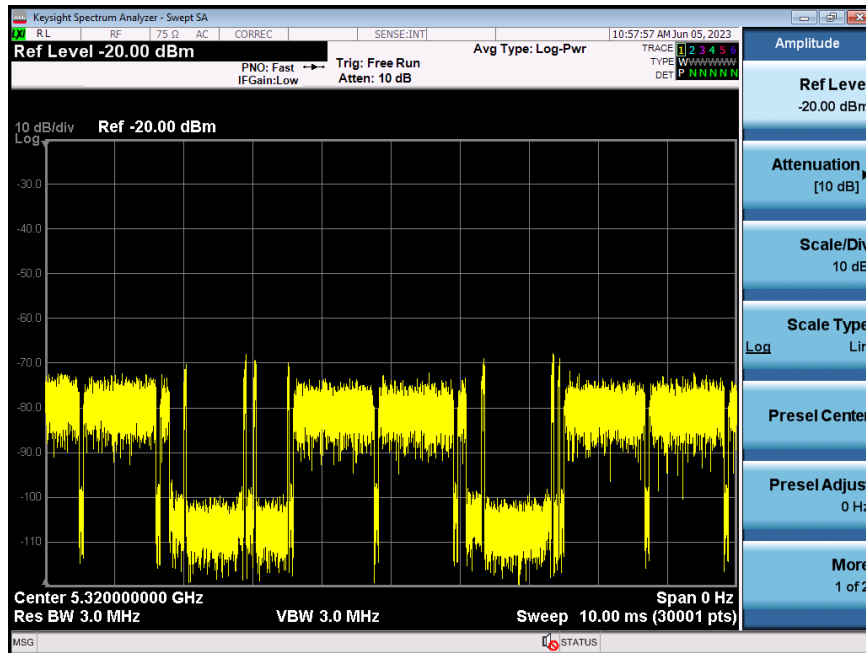 Keysight Spectrum Analyzer - Swept SA
LXI RL RF 75 Ω AC CORREC SENSE:INT 10:57:57 AM Jun 05, 2023
Ref Level -20.00 dBm
PNO: Fast
IFGain:Low
Trig: Free Run
Atten: 10 dB
Avg Type: Log-Pwr
TRACE 1 2 3 4 5 6
TYPE WWWWWW
DET P N N N N N
10 dB/div Ref -20.00 dBm
Log
-30.0
-40.0
-50.0
-60.0
-70.0
-80.0
-90.0
-100
-110
Center 5.320000000 GHz Span 0 Hz
Res BW 3.0 MHz VBW 3.0 MHz Sweep 10.00 ms (30001 pts)
MSG STATUS
Amplitude
Ref Leve
-20.00 dBm
Attenuation
[10 dB]
Scale/Div
10 dB
Scale Type
Log Lin
Presel Center
Presel Adjust
0 Hz
More
1 of 2